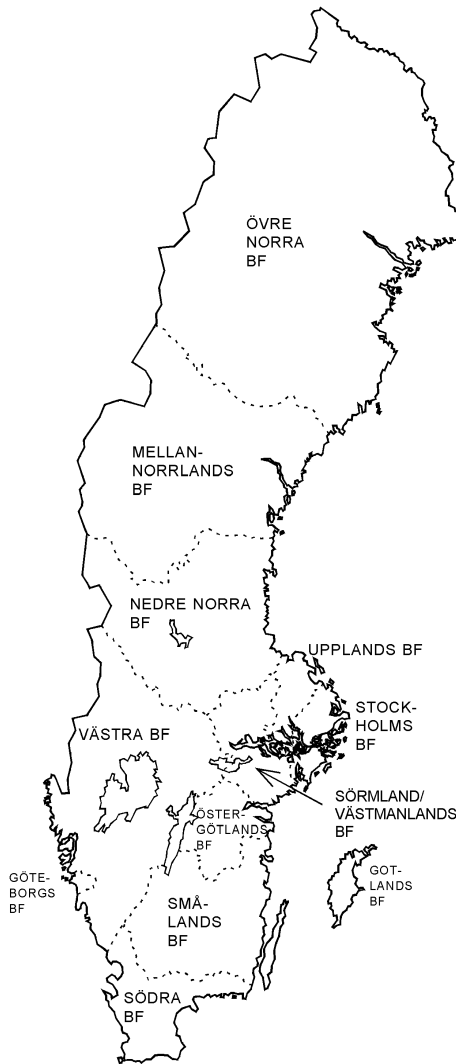 ÖVRE
NORRA
BF
MELLAN-
NORRLANDS
BF
NEDRE NORRA
BF
UPPLANDS BF
STOCK-
HOLMS
BF
VÄSTRA BF
SÖRMLAND/
VÄSTMANLANDS
BF
ÖSTER-
GÖTLANDS
BF
GÖTE-
BORGS
BF
GOT-
LANDS
BF
SMÅ-
LANDS
BF
SÖDRA
BF